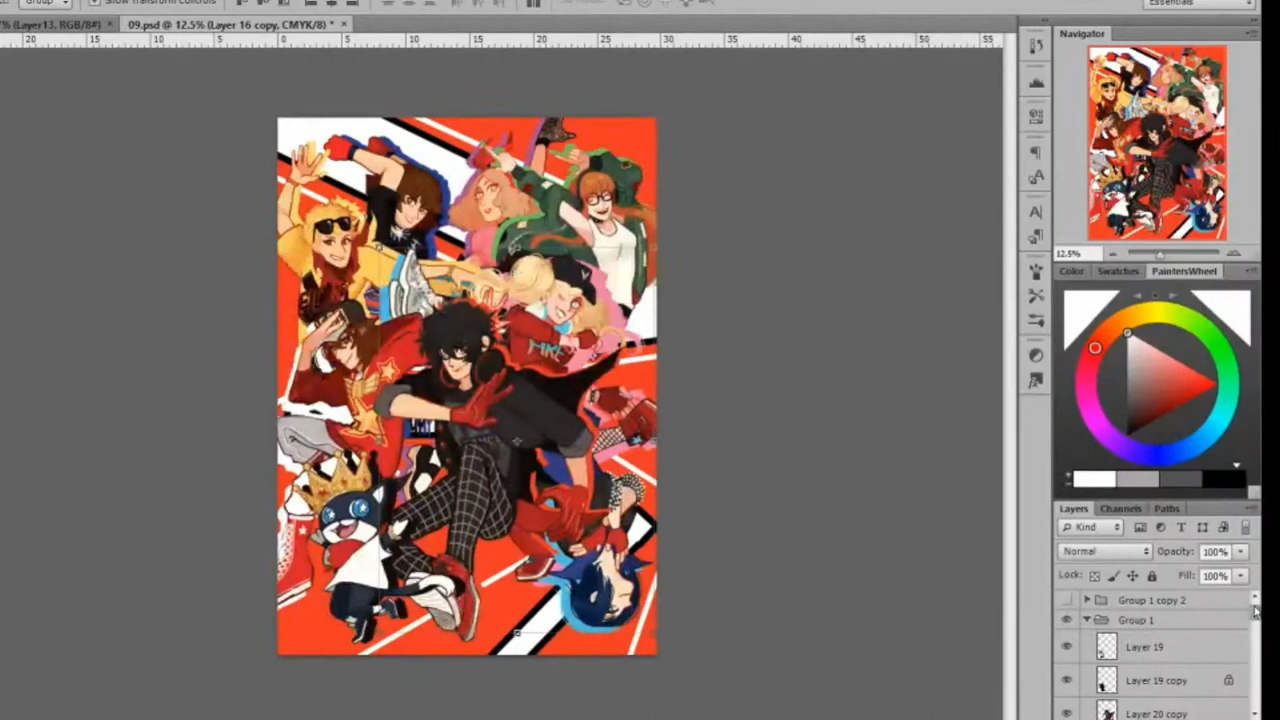 Group
Show Transform Controls
Essentials
% (Layer13, RGB/8#) ×
09.psd @ 12.5% (Layer 16 copy, CMYK/8) * ×
20 15 10 5 0 5 10 15 20 25 30 35 40 45 50 55
Navigator
12.5%
Color Swatches PaintersWheel
Layers Channels Paths
Kind
Normal Opacity: 100%
Lock: Fill: 100%
Group 1 copy 2
Group 1
Layer 19
Layer 19 copy
Layer 20 copy